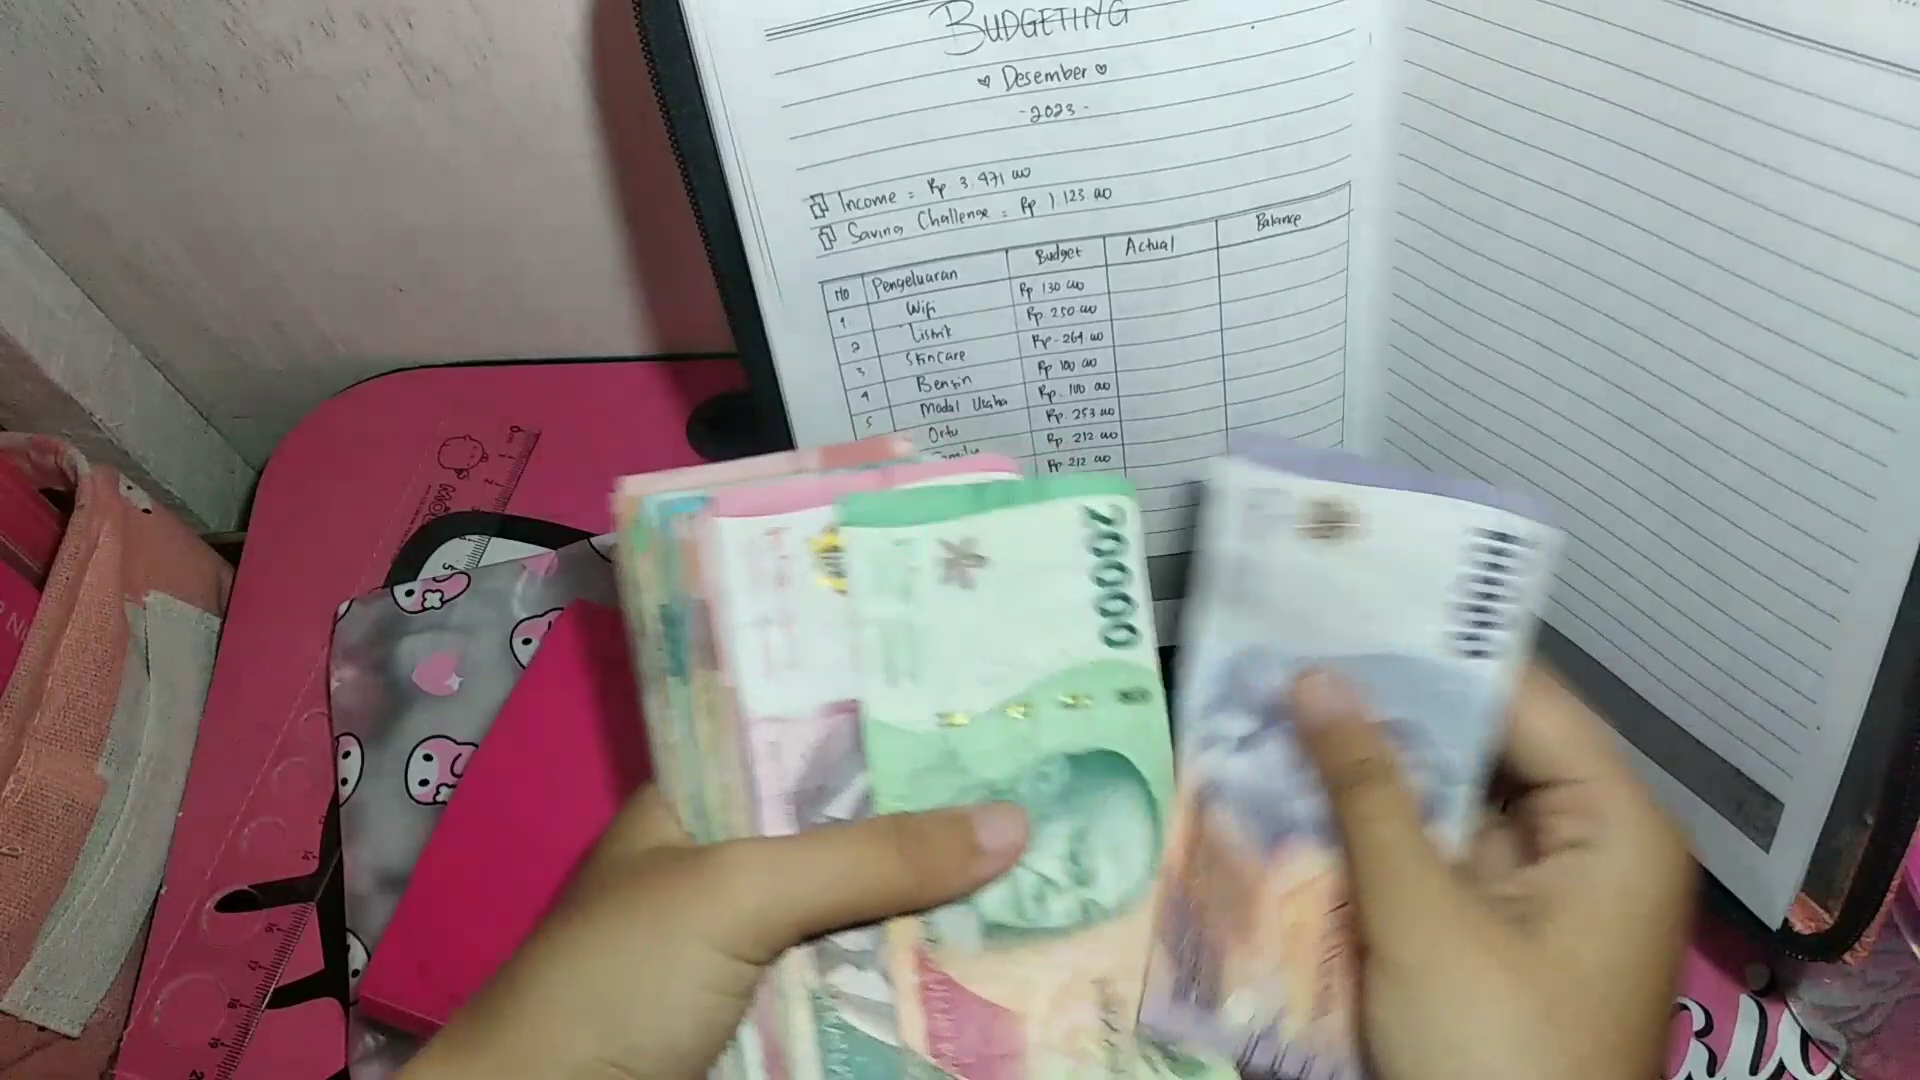 BUDGETING
Desember
-2023-
Income = Rp 3.471.000
Saving Challenge = Rp 1.123.000
No Pengeluaran Budget Actual Balance
1. Wifi Rp 130.000
2 Listrik Rp. 250.000
3 Skincare Rp. 264.000
4 Bensin Rp 100.000
5 Modal Usaha Rp. 100.000
Ortu Rp. 253.000
Rp. 212.000
Rp 212.000
20000